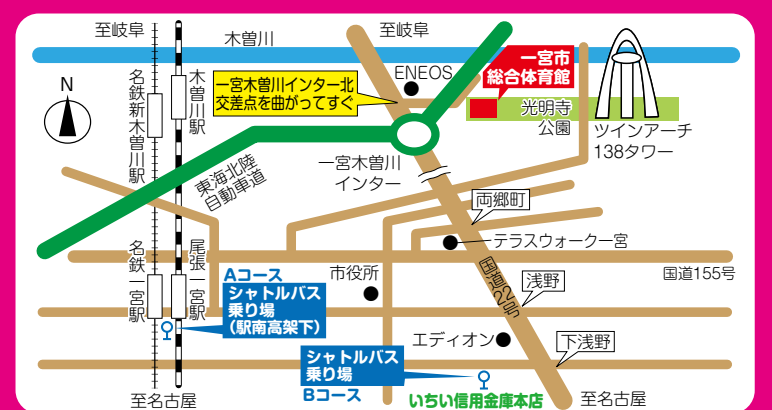 至岐阜
木曽川
至岐阜
N
名鉄新木曽川駅
木曽川駅
一宮木曽川インター北
交差点を曲がってすぐ
ENEOS
一宮市
総合体育館
光明寺
公園
ツインアーチ
138タワー
東海北陸
自動車道
一宮木曽川
インター
両郷町
テラスウォーク一宮
国道155号
名鉄一宮駅
尾張一宮駅
Aコース
シャトルバス
乗り場
(駅南高架下)
市役所
国道22号
浅野
エディオン
下浅野
シャトルバス
乗り場
Bコース
いちい信用金庫本店
至名古屋
至名古屋